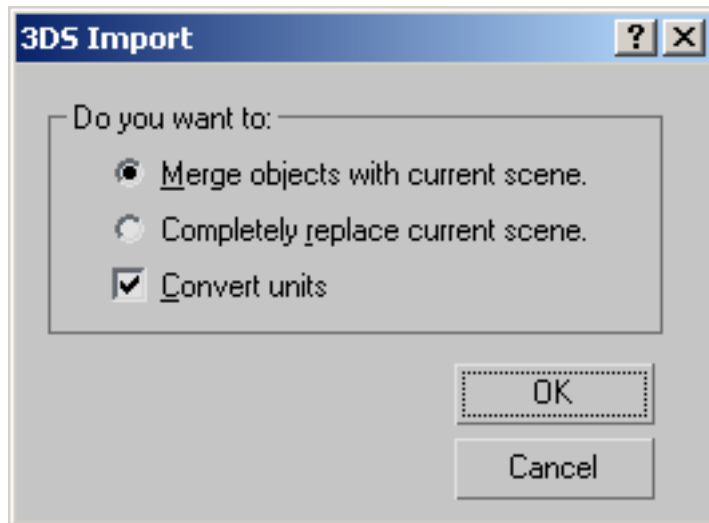 3DS Import
?
Do you want to:
Merge objects with current scene.
Completely replace current scene.
Convert units
OK
Cancel